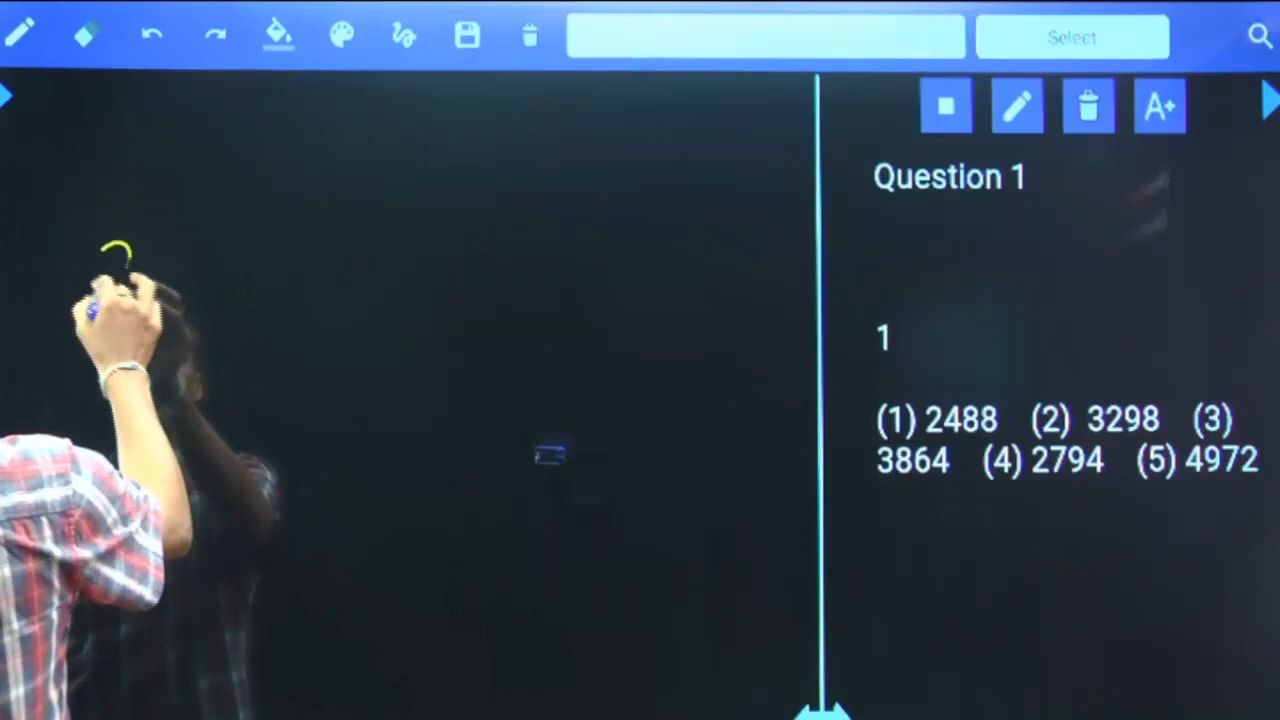 Select
A+
Question 1
1
(1) 2488 (2) 3298 (3)
3864 (4) 2794 (5) 4972